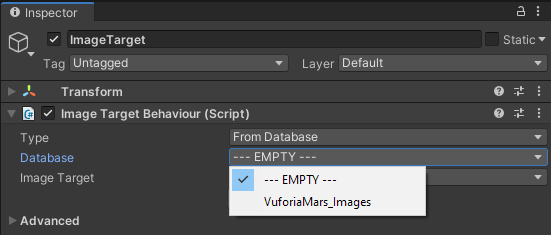 Inspector
ImageTarget
Static
Tag Untagged Layer Default
Transform
Image Target Behaviour (Script)
Type From Database
Database --- EMPTY ---
Image Target
--- EMPTY ---
VuforiaMars_Images
Advanced